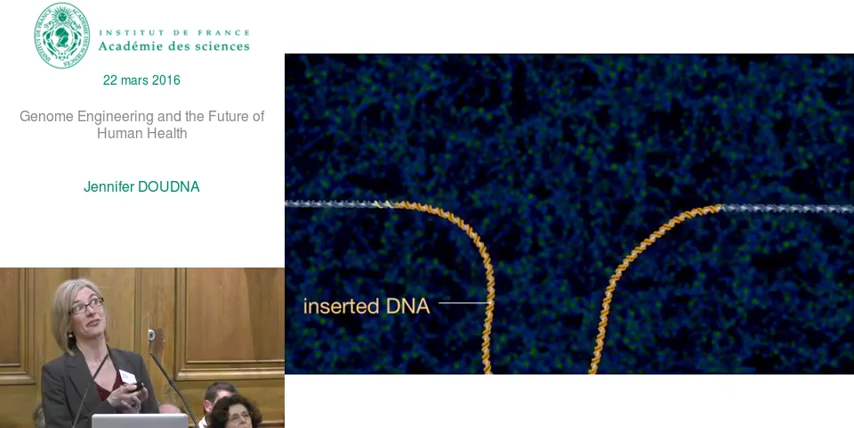 INSTITUT DE FRANCE
Académie des sciences
22 mars 2016
Genome Engineering and the Future of
Human Health
Jennifer DOUDNA
inserted DNA